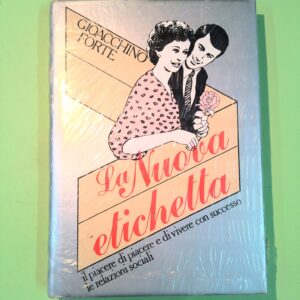 GIOACCHINO
FORTE
La Nuova
etichetta
il piacere di piacere e di vivere con successo
le relazioni sociali